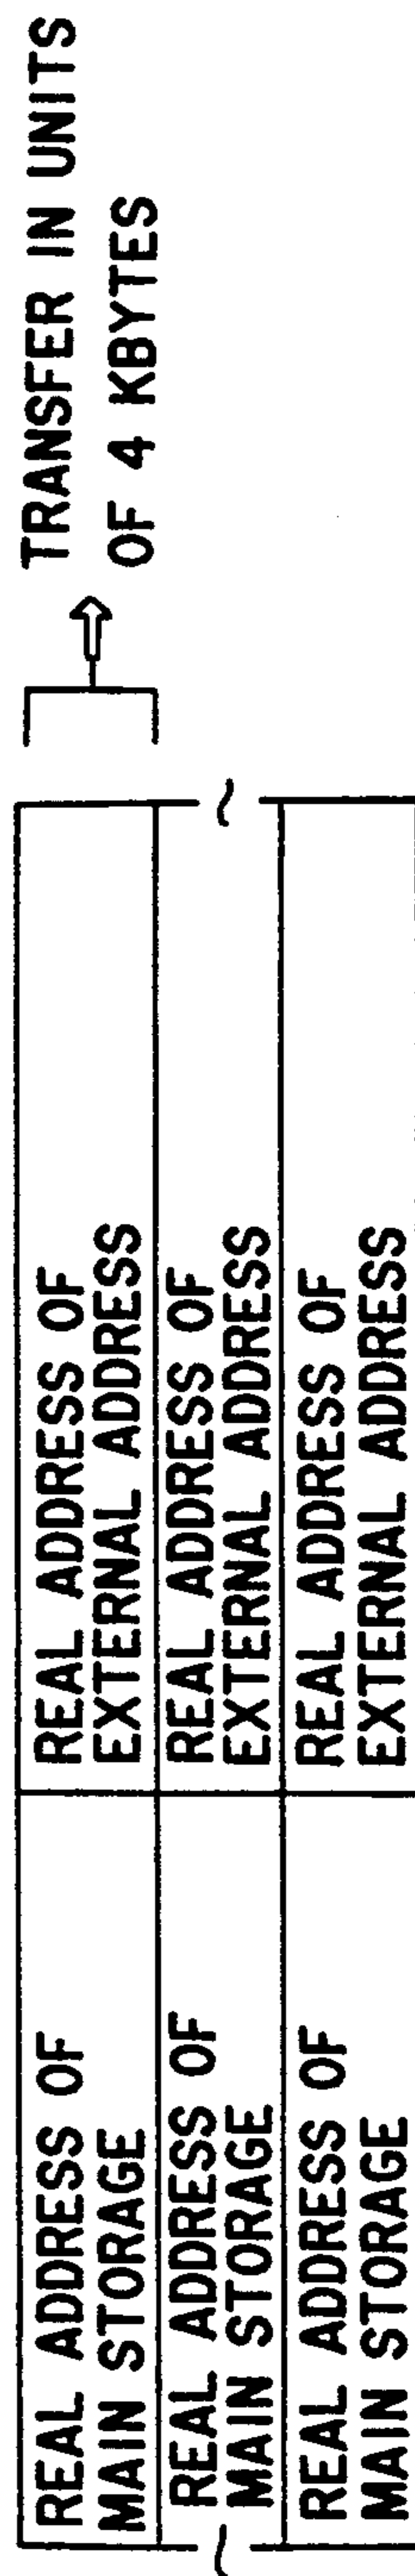 REAL ADDRESS OF
MAIN STORAGE
REAL ADDRESS OF
EXTERNAL ADDRESS
TRANSFER IN UNITS
OF 4 KBYTES
REAL ADDRESS OF
MAIN STORAGE
REAL ADDRESS OF
EXTERNAL ADDRESS
REAL ADDRESS OF
MAIN STORAGE
REAL ADDRESS OF
EXTERNAL ADDRESS